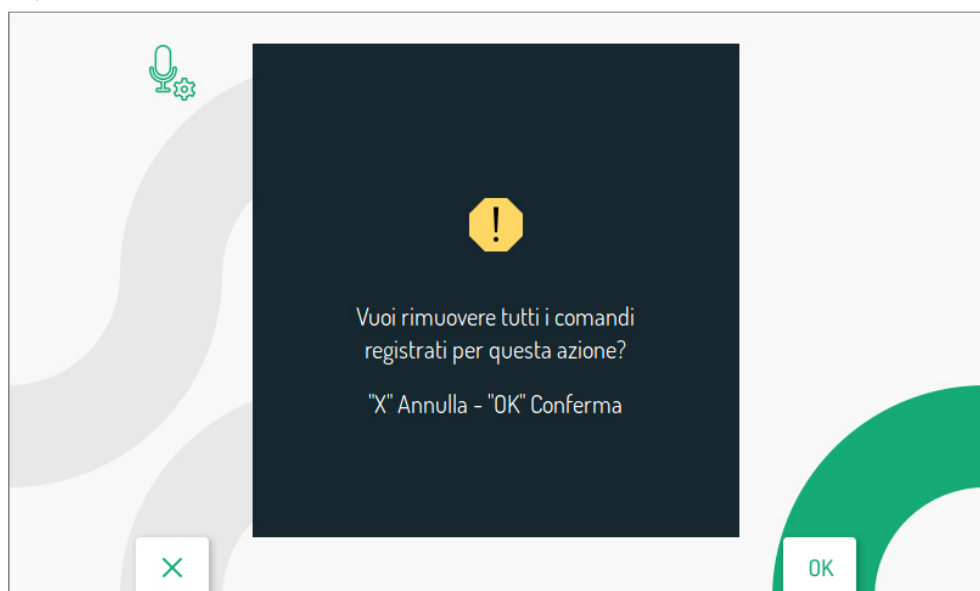 !
Vuoi rimuovere tutti i comandi
registrati per questa azione?
"X" Annulla - "OK" Conferma
OK